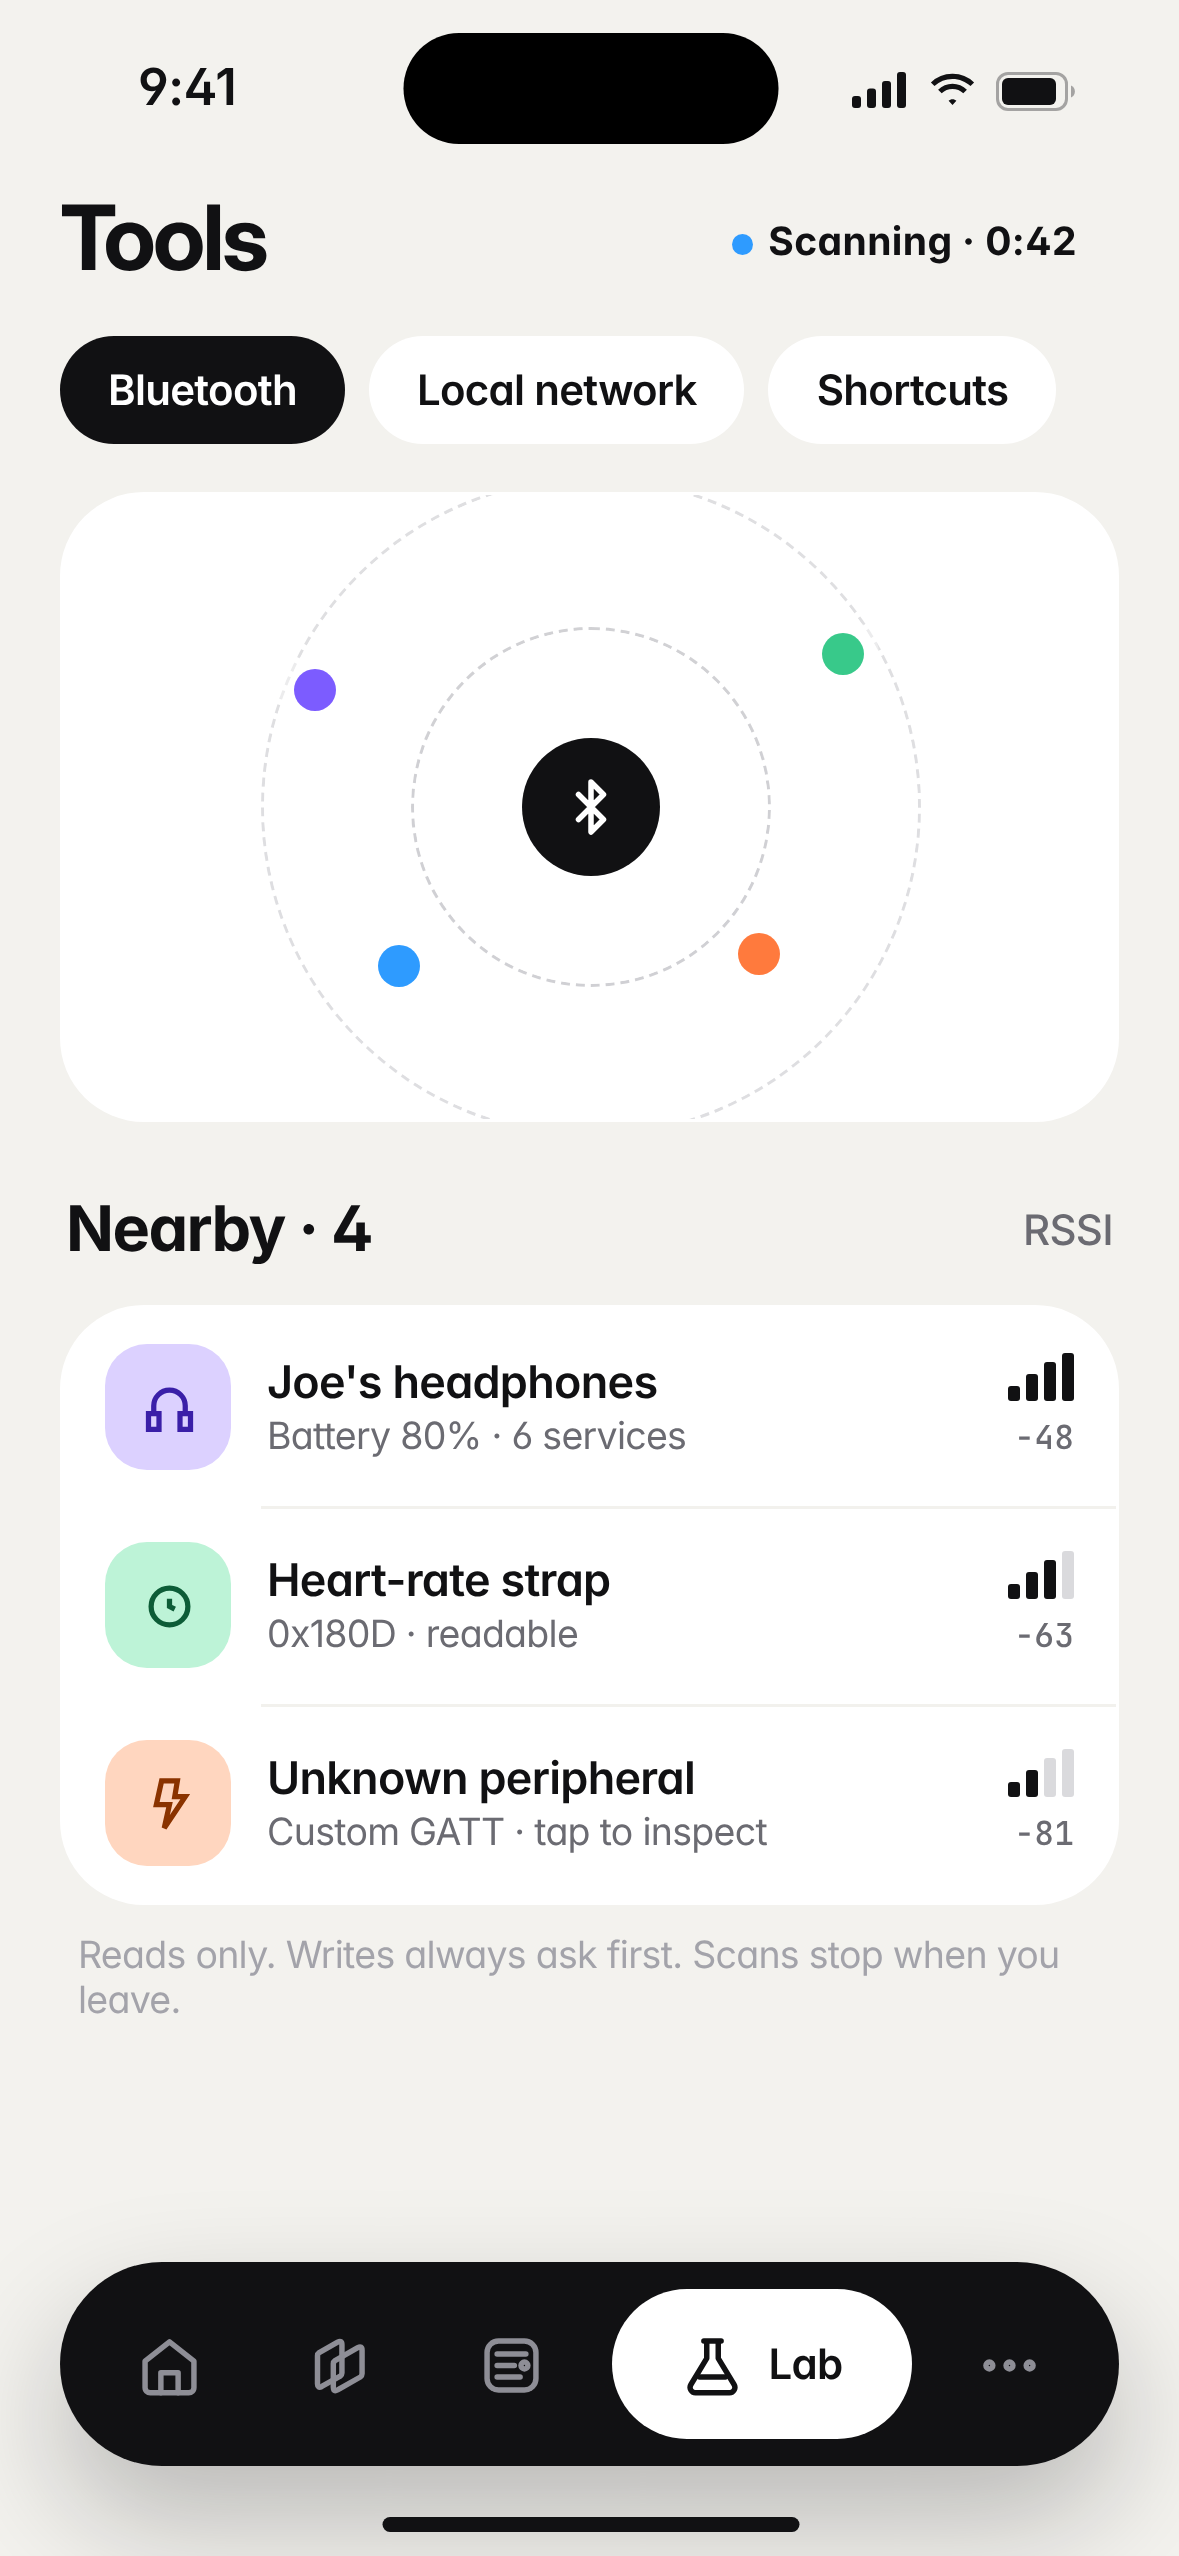 9:41
Tools
Scanning · 0:42
Bluetooth
Local network
Shortcuts
Nearby · 4
RSSI
Joe's headphones
Battery 80% · 6 services
-48
Heart-rate strap
0x180D · readable
-63
Unknown peripheral
Custom GATT · tap to inspect
-81
Reads only. Writes always ask first. Scans stop when you
leave.
Lab